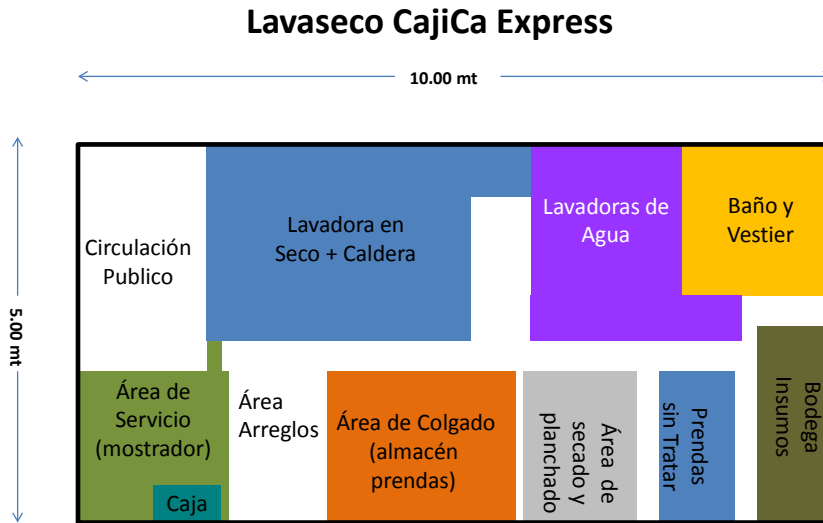 Lavaseco CajiCa Express
10.00 mt
5.00 mt
Circulación
Publico
Lavadora en
Seco + Caldera
Lavadoras de
Agua
Baño y
Vestier
Área de
Servicio
(mostrador)
Caja
Área
Arreglos
Área de Colgado
(almacén
prendas)
Área de
secado y
planchado
Prendas
sin Tratar
Bodega
Insumos